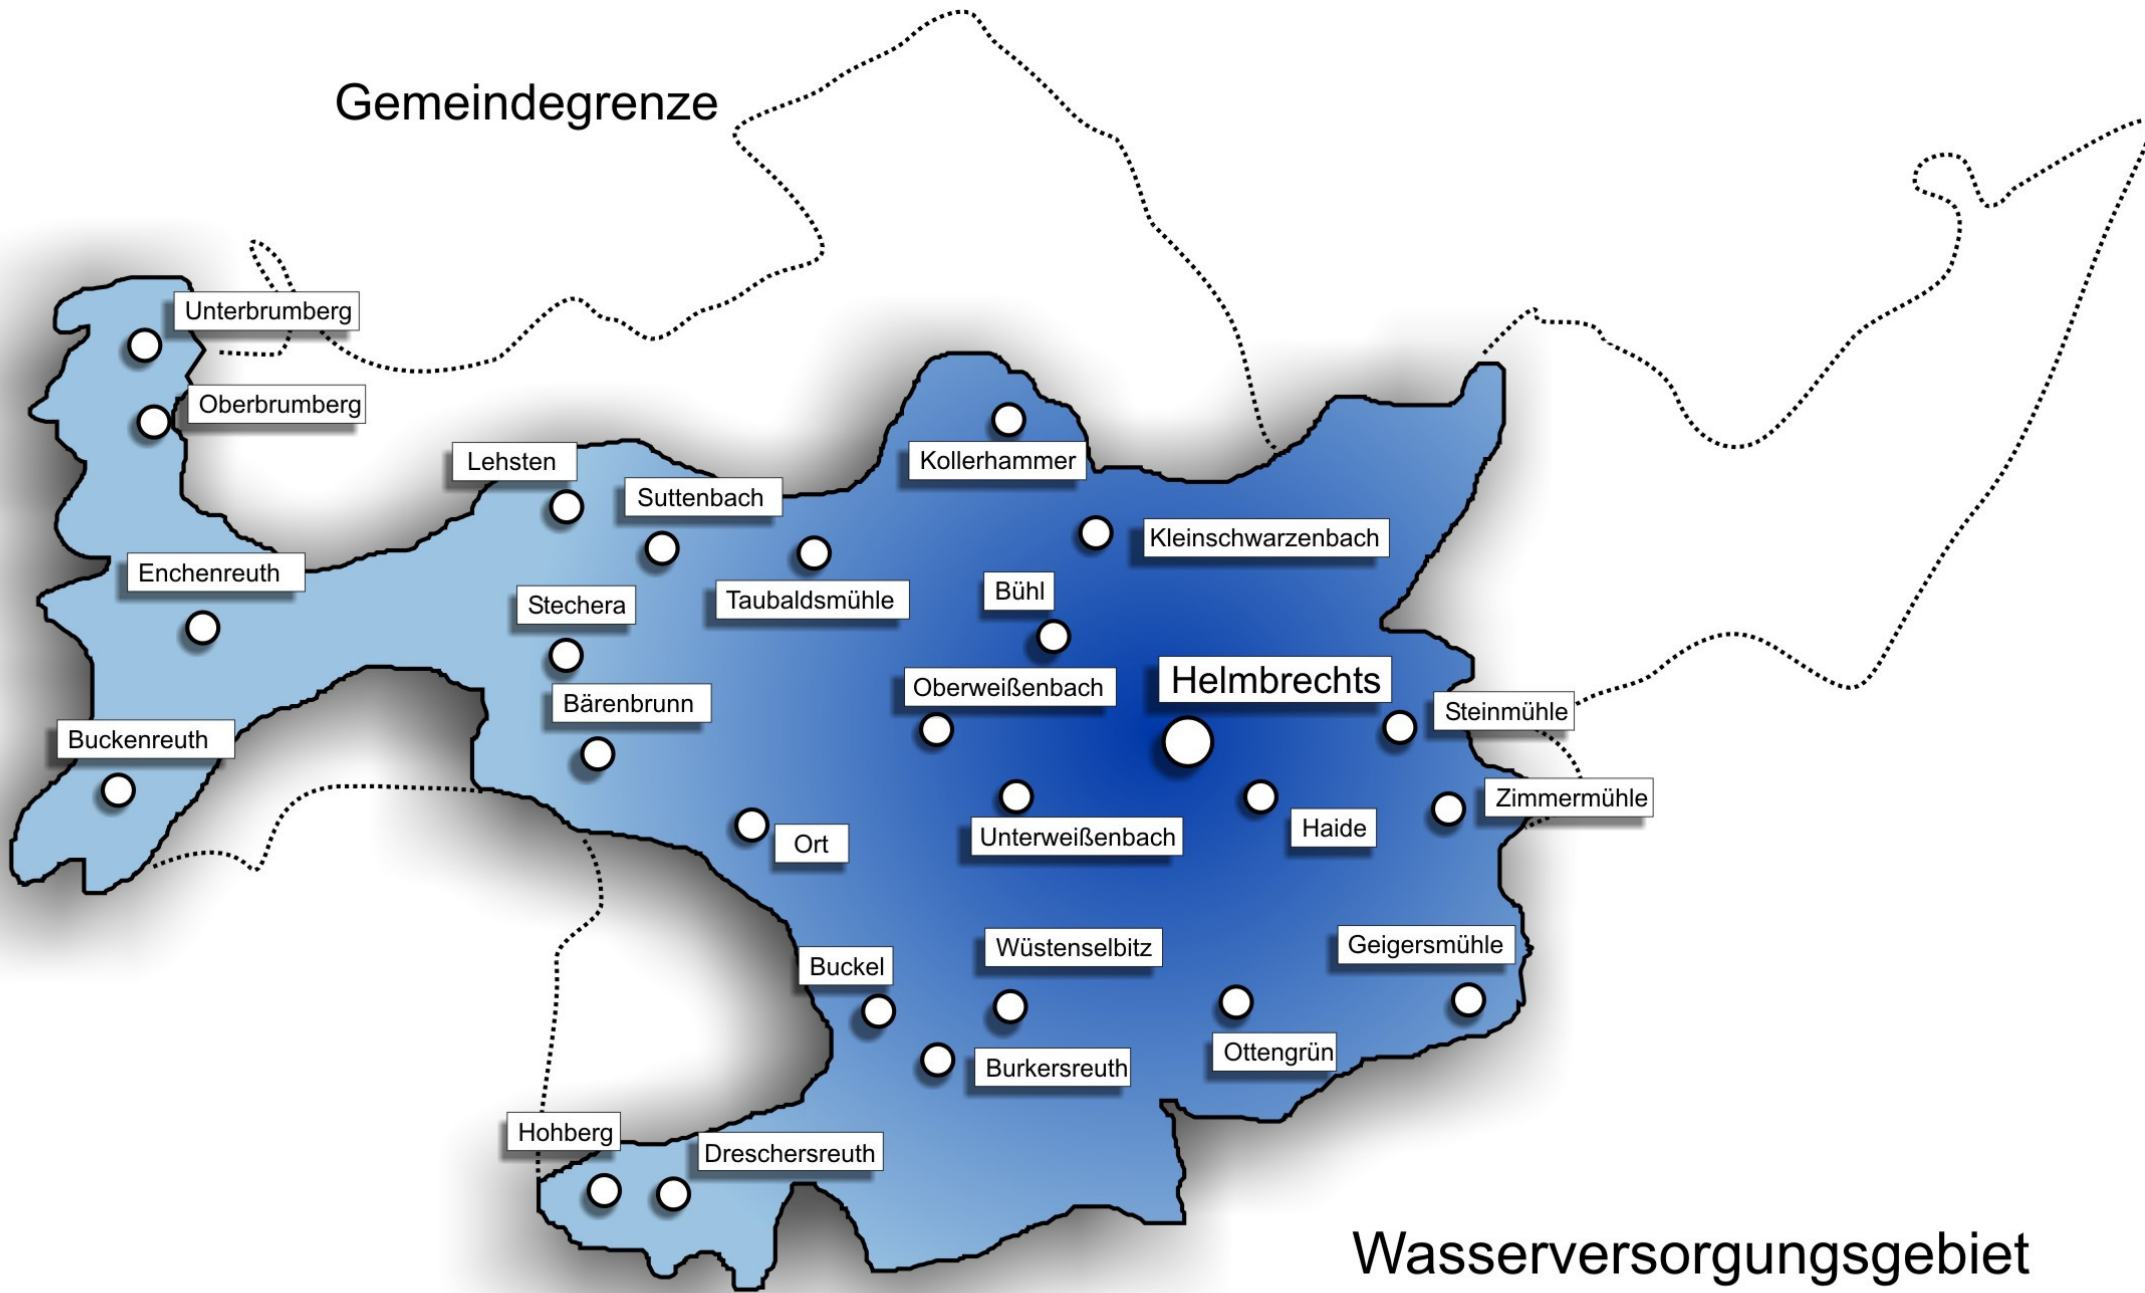 Gemeindegrenze
Unterbrumberg
Oberbrumberg
Lehsten
Kollerhammer
Suttenbach
Kleinschwarzenbach
Enchenreuth
Bühl
Stechera
Taubaldsmühle
Helmbrechts
Oberweißenbach
Bärenbrunn
Steinmühle
Buckenreuth
Zimmermühle
Haide
Unterweißenbach
Ort
Geigersmühle
Wüstenselbitz
Buckel
Ottengrün
Burkersreuth
Hohberg
Dreschersreuth
Wasserversorgungsgebiet